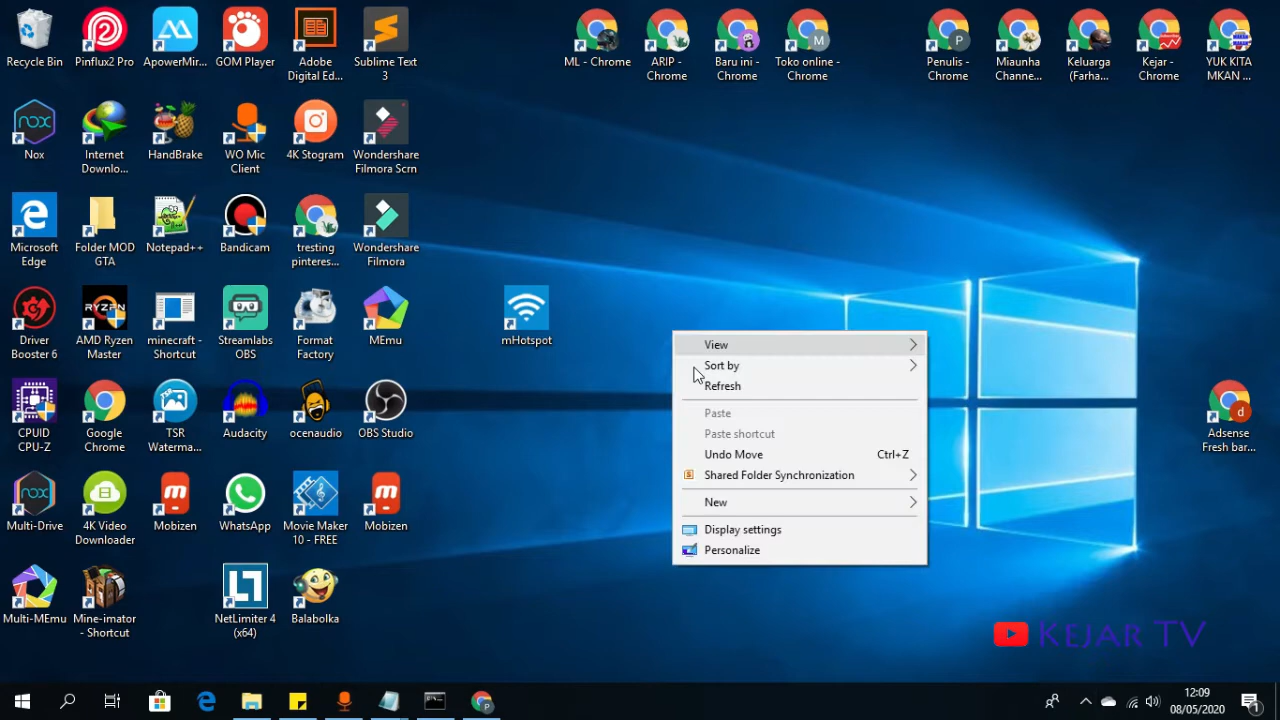 Recycle Bin
Pinflux2 Pro
ApowerMir...
GOM Player
Adobe
Digital Ed...
Sublime Text
3
ML - Chrome
ARIP -
Chrome
Baru ini -
Chrome
Toko online -
Chrome
Penulis -
Chrome
Miaunha
Channe...
Keluarga
(Farha...
Kejar -
Chrome
YUK KITA
MKAN ...
nox
Nox
Internet
Downlo...
HandBrake
WO Mic
Client
4K Stogram
Wondershare
Filmora Scrn
Microsoft
Edge
Folder MOD
GTA
Notepad++
Bandicam
tresting
pinteres...
Wondershare
Filmora
Driver
Booster 6
RYZEN
AMD Ryzen
Master
minecraft -
Shortcut
Streamlabs
OBS
Format
Factory
MEmu
mHotspot
View
Sort by
Refresh
Paste
Paste shortcut
Undo Move Ctrl+Z
Shared Folder Synchronization
New
Display settings
Personalize
CPUID
CPU-Z
Google
Chrome
TSR
Waterma...
Audacity
ocenaudio
OBS Studio
Adsense
Fresh bar...
nox
Multi-Drive
4K Video
Downloader
Mobizen
WhatsApp
Movie Maker
10 - FREE
Mobizen
Multi-MEmu
Mine-imator
- Shortcut
NetLimiter 4
(x64)
Balabolka
KEJAR TV
12:09
08/05/2020